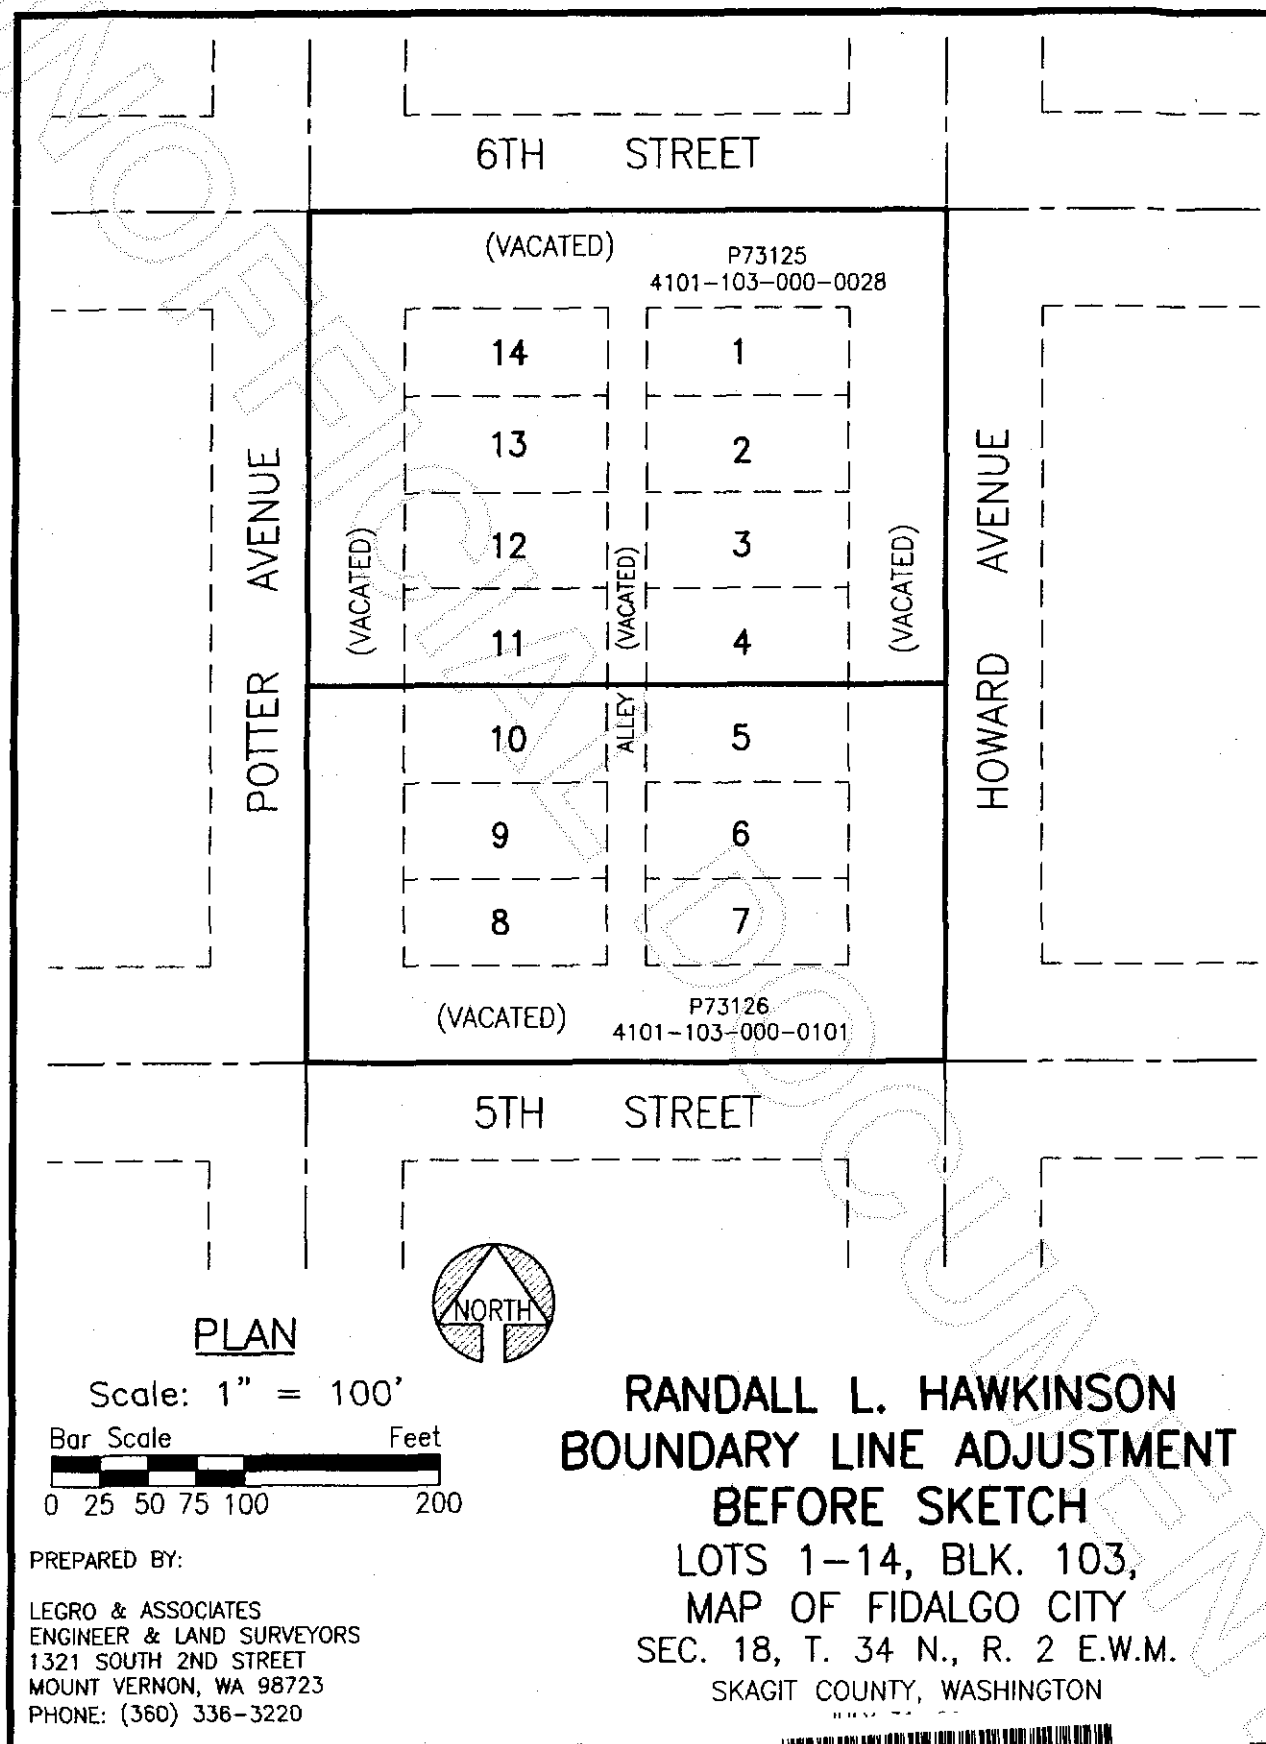 6TH STREET
(VACATED)
P73125
4101-103-000-0028
14 1
13 2
12 3
11 4
10 5
9 6
8 7
(VACATED)
(VACATED)
ALLEY (VACATED)
POTTER AVENUE
HOWARD AVENUE
(VACATED)
P73126
4101-103-000-0101
5TH STREET
NORTH
PLAN
Scale: 1" = 100'
Bar Scale Feet
0 25 50 75 100 200
PREPARED BY:
LEGRO & ASSOCIATES
ENGINEER & LAND SURVEYORS
1321 SOUTH 2ND STREET
MOUNT VERNON, WA 98723
PHONE: (360) 336-3220
RANDALL L. HAWKINSON
BOUNDARY LINE ADJUSTMENT
BEFORE SKETCH
LOTS 1-14, BLK. 103,
MAP OF FIDALGO CITY
SEC. 18, T. 34 N., R. 2 E.W.M.
SKAGIT COUNTY, WASHINGTON
UNOFFICIAL DOCUMENT